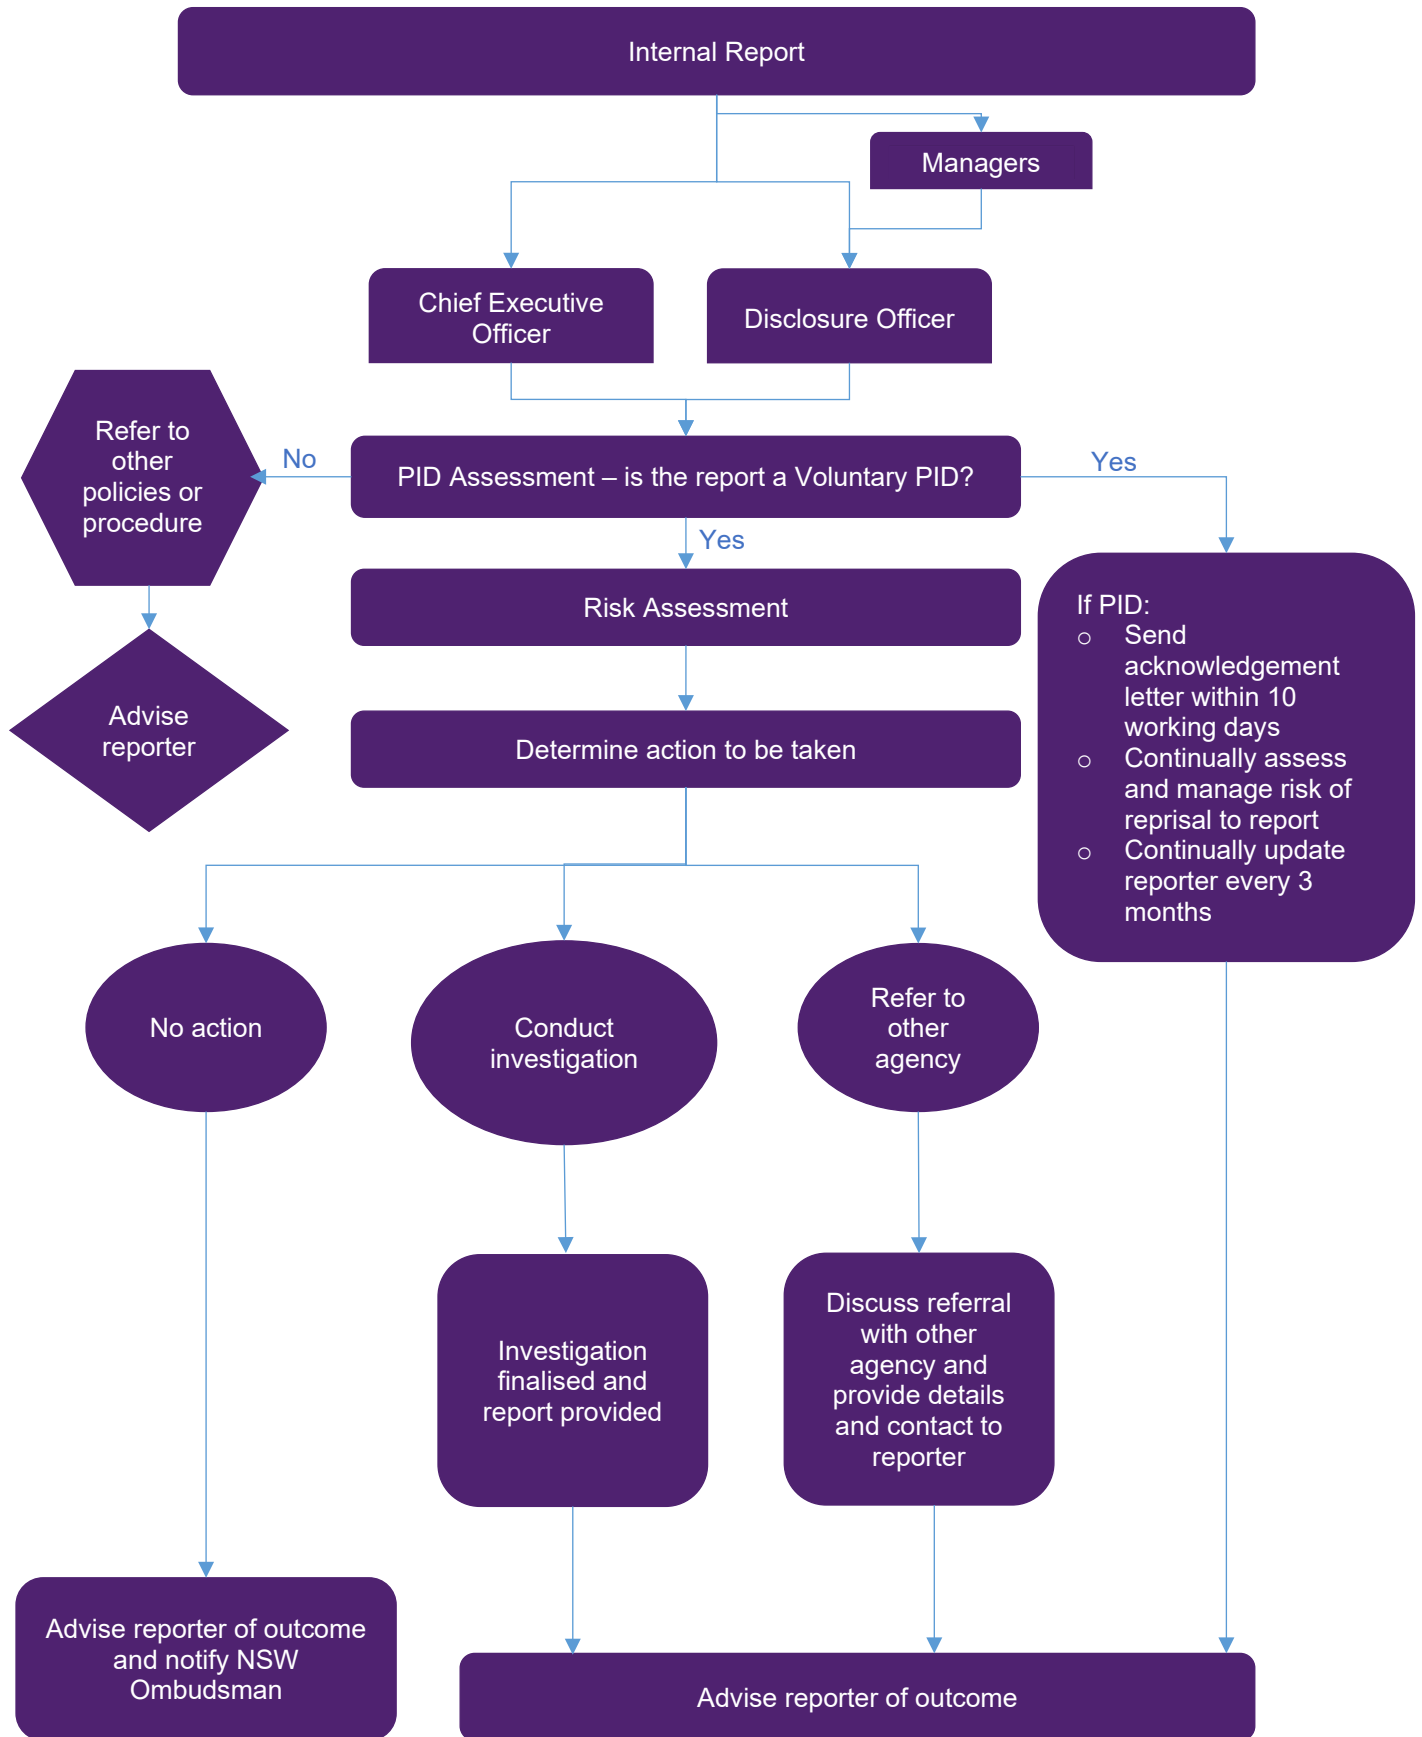 Internal Report
Managers
Chief Executive
Officer
Disclosure Officer
Refer to
other
policies or
procedure
No
PID Assessment – is the report a Voluntary PID?
Yes
Yes
Risk Assessment
If PID:
o Send
acknowledgement
letter within 10
working days
o Continually assess
and manage risk of
reprisal to report
o Continually update
reporter every 3
months
Advise
reporter
Determine action to be taken
No action
Conduct
investigation
Refer to
other
agency
Investigation
finalised and
report provided
Discuss referral
with other
agency and
provide details
and contact to
reporter
Advise reporter of outcome
and notify NSW
Ombudsman
Advise reporter of outcome